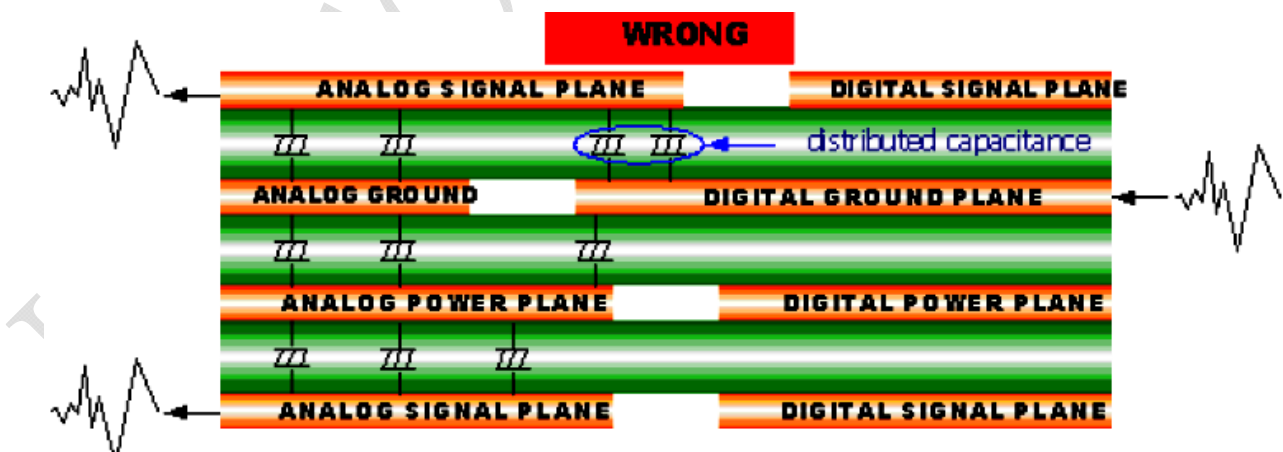 WRONG
ANALOG SIGNAL PLANE DIGITAL SIGNAL PLANE
distributed capacitance
ANALOG GROUND DIGITAL GROUND PLANE
ANALOG POWER PLANE DIGITAL POWER PLANE
ANALOG SIGNAL PLANE DIGITAL SIGNAL PLANE